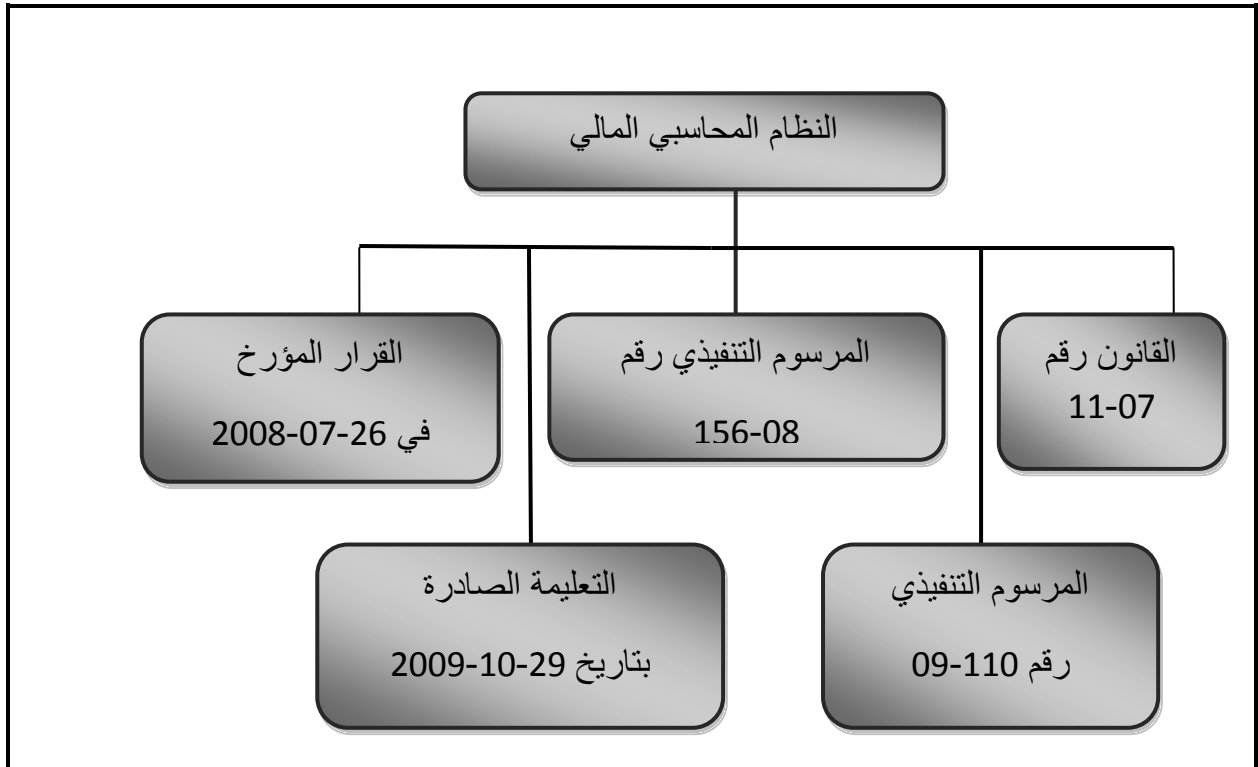 النظام المحاسبي المالي
القانون رقم
11-07
المرسوم التنفيذي رقم
156-08
القرار المؤرخ
في 26-07-2008
المرسوم التنفيذي
رقم 110-09
التعليمة الصادرة
بتاريخ 29-10-2009